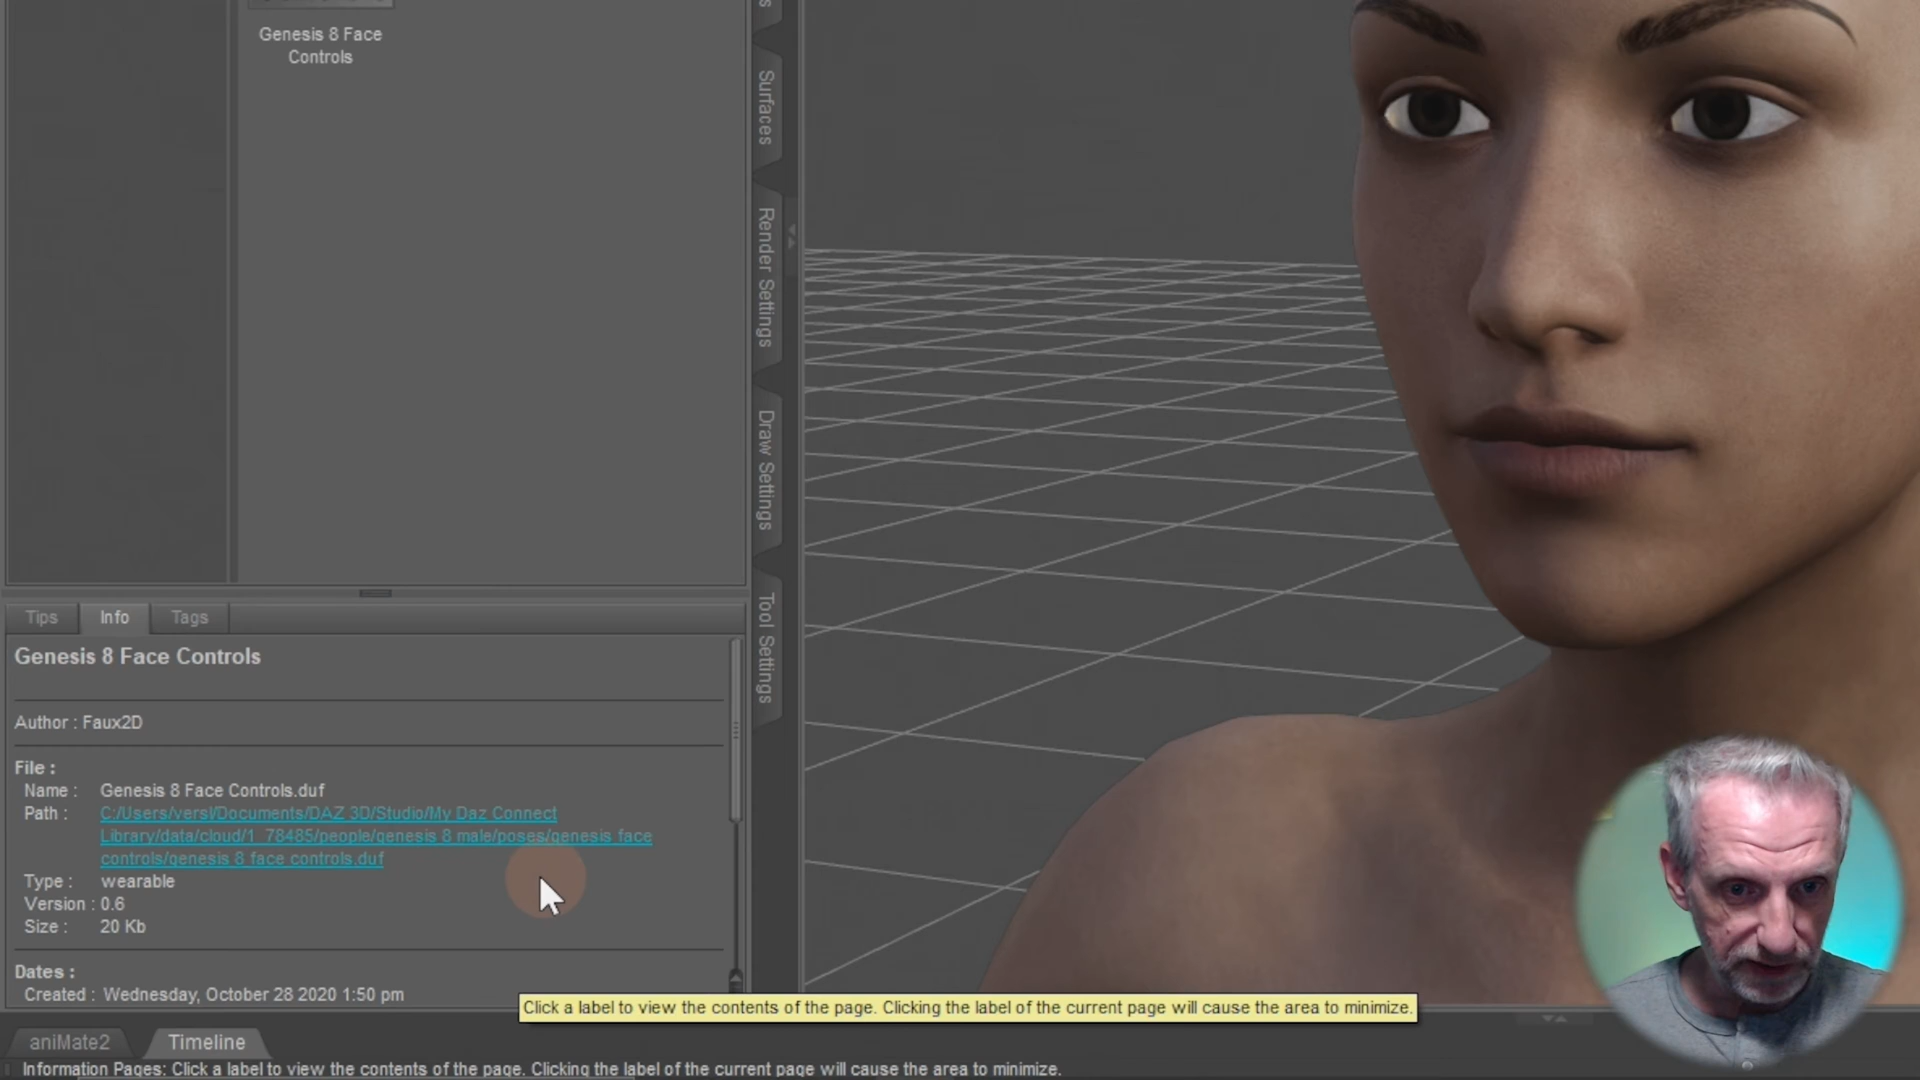 Genesis 8 Face
Controls
Surfaces
Render Settings
Draw Settings
Tool Settings
Tips
Info
Tags
Genesis 8 Face Controls
Author : Faux2D
File :
Name : Genesis 8 Face Controls.duf
Path : C:/Users/versl/Documents/DAZ 3D/Studio/My Daz Connect
Library/data/cloud/1_78485/people/genesis 8 male/poses/genesis face
controls/genesis 8 face controls.duf
Type : wearable
Version : 0.6
Size : 20 Kb
Dates :
Created : Wednesday, October 28 2020 1:50 pm
Click a label to view the contents of the page. Clicking the label of the current page will cause the area to minimize.
aniMate2
Timeline
Information Pages: Click a label to view the contents of the page. Clicking the label of the current page will cause the area to minimize.